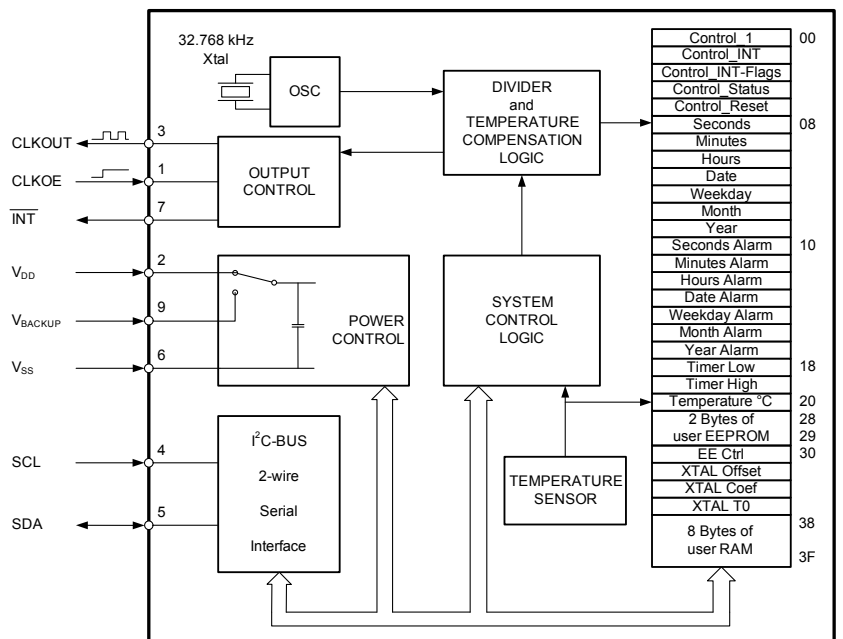 32.768 kHz
Xtal
OSC
DIVIDER
and
TEMPERATURE
COMPENSATION
LOGIC
CLKOUT
3
CLKOE
1
INT
7
OUTPUT
CONTROL
VDD
2
VBACKUP
9
VSS
6
POWER
CONTROL
SYSTEM
CONTROL
LOGIC
SCL
4
SDA
5
I²C-BUS
2-wire
Serial
Interface
TEMPERATURE
SENSOR
Control_1 00
Control_INT
Control_INT-Flags
Control_Status
Control_Reset
Seconds 08
Minutes
Hours
Date
Weekday
Month
Year
Seconds Alarm 10
Minutes Alarm
Hours Alarm
Date Alarm
Weekday Alarm
Month Alarm
Year Alarm
Timer Low 18
Timer High
Temperature °C 20
2 Bytes of 28
user EEPROM 29
EE Ctrl 30
XTAL Offset
XTAL Coef
XTAL T0
38
8 Bytes of
user RAM
3F